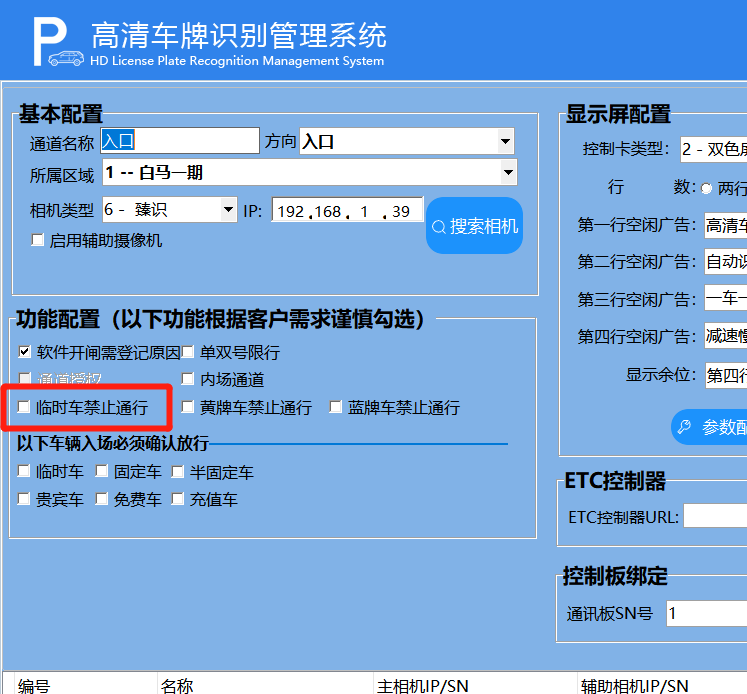 P 高清车牌识别管理系统
HD License Plate Recognition Management System
基本配置
通道名称 入口 方向 入口
所属区域 1 -- 白马一期
相机类型 6 - 臻识 IP: 192.168. 1 .39 搜索相机
启用辅助摄像机
功能配置（以下功能根据客户需求谨慎勾选）
软件开闸需登记原因 单双号限行
通道授权 内场通道
临时车禁止通行 黄牌车禁止通行 蓝牌车禁止通行
以下车辆入场必须确认放行
临时车 固定车 半固定车
贵宾车 免费车 充值车
显示屏配置
控制卡类型: 2 - 双色屏
行 数: 两行
第一行空闲广告: 高清车
第二行空闲广告: 自动识
第三行空闲广告: 一车一
第四行空闲广告: 减速慢
显示余位: 第四行
参数配
ETC控制器
ETC控制器URL:
控制板绑定
通讯板SN号 1
编号 名称 主相机IP/SN 辅助相机IP/SN